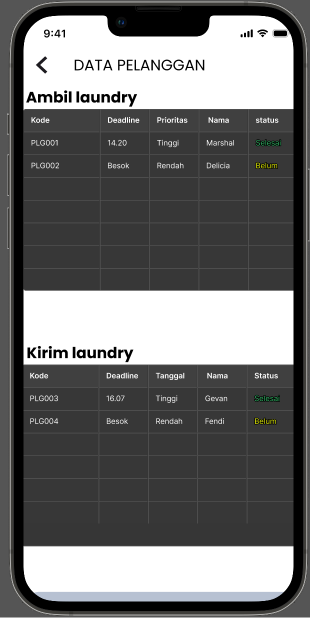 9:41
DATA PELANGGAN
Ambil laundry
Kode Deadline Prioritas Nama status
PLG001 14.20 Tinggi Marshal Selesai
PLG002 Besok Rendah Delicia Belum
Kirim laundry
Kode Deadline Tanggal Nama Status
PLG003 16.07 Tinggi Gevan Selesai
PLG004 Besok Rendah Fendi Belum